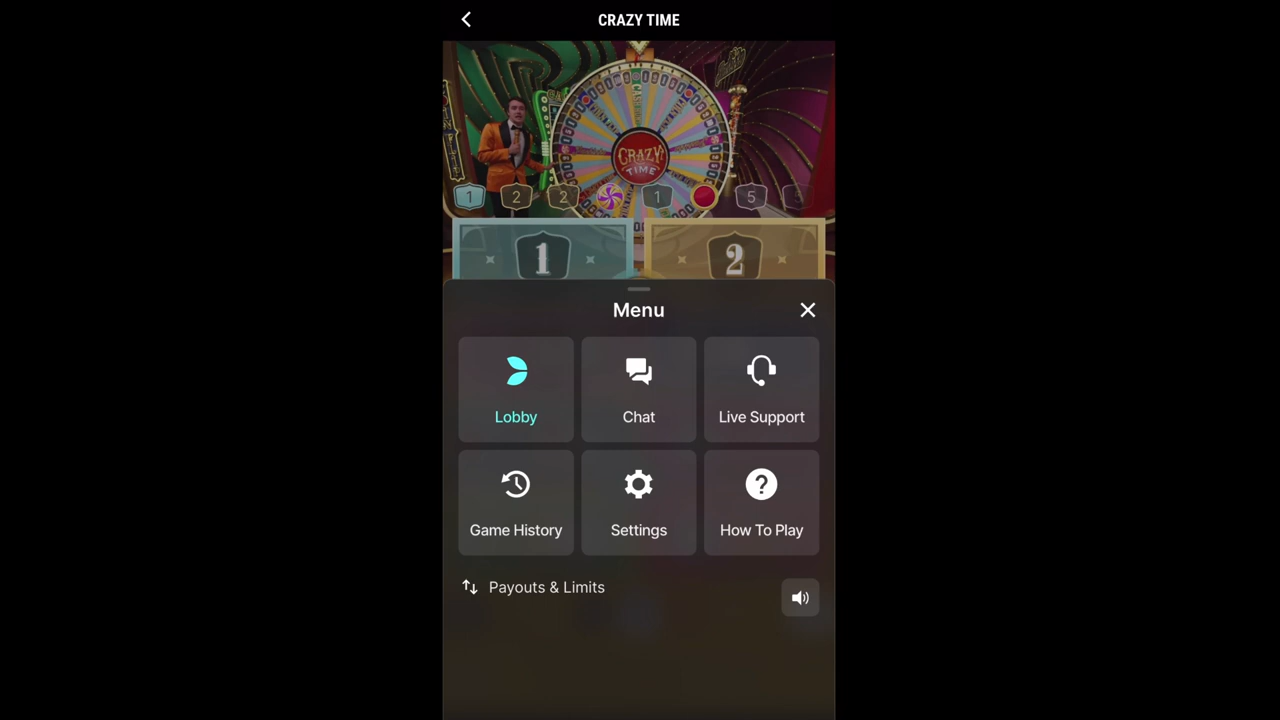 CRAZY TIME
CRAZY!
TIME
1 2 2 1 5
1 2
Menu
Lobby Chat Live Support
Game History Settings How To Play
Payouts & Limits